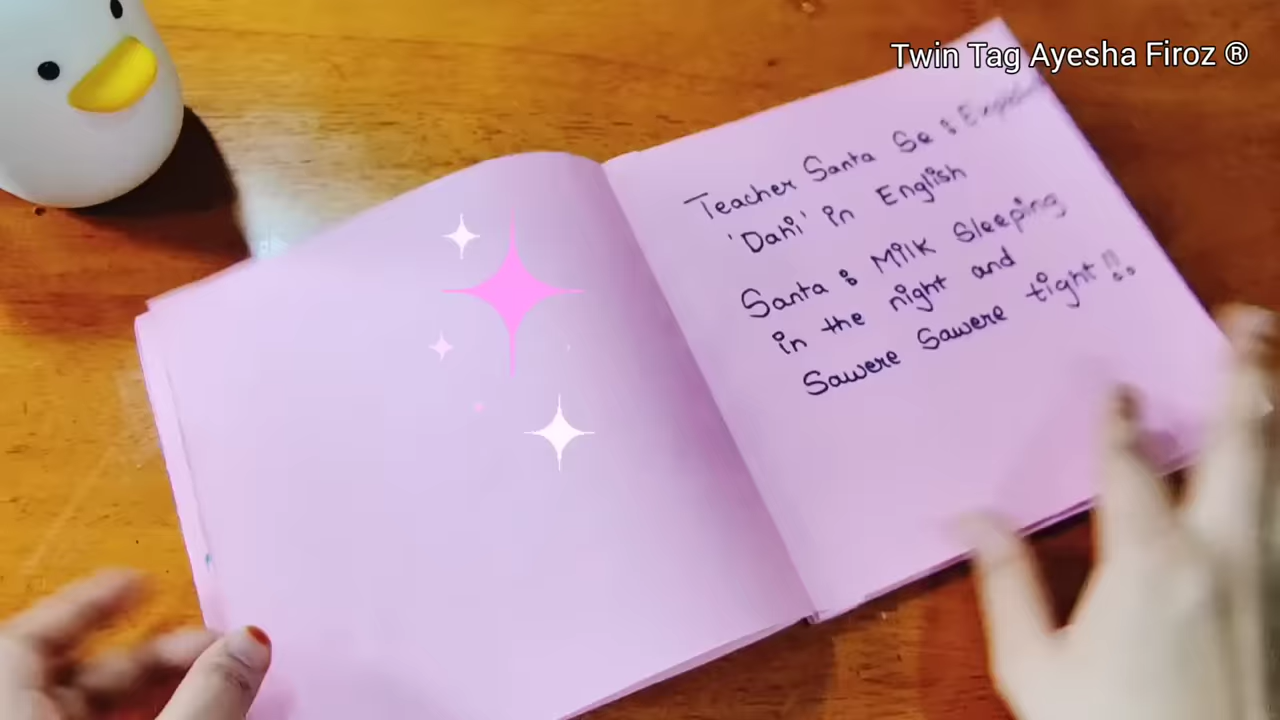 Twin Tag Ayesha Firoz ®
Teacher Santa Se :
'Dahi' in English
Santa : Milk Sleeping
in the night and
Sawere Sawere tight!!